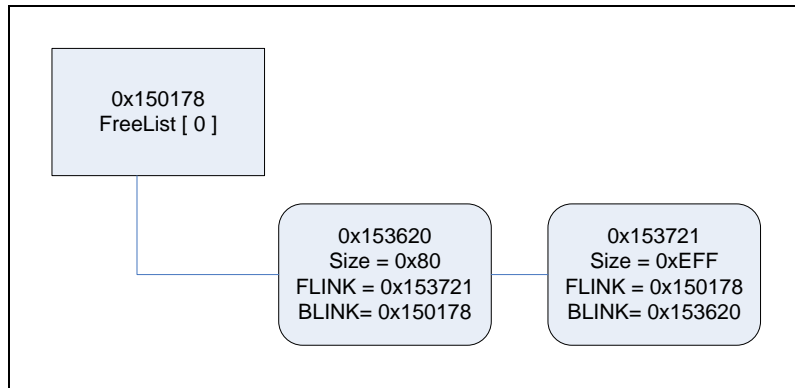 0x150178
FreeList [ 0 ]
0x153620
Size = 0x80
FLINK = 0x153721
BLINK= 0x150178
0x153721
Size = 0xEFF
FLINK = 0x150178
BLINK= 0x153620